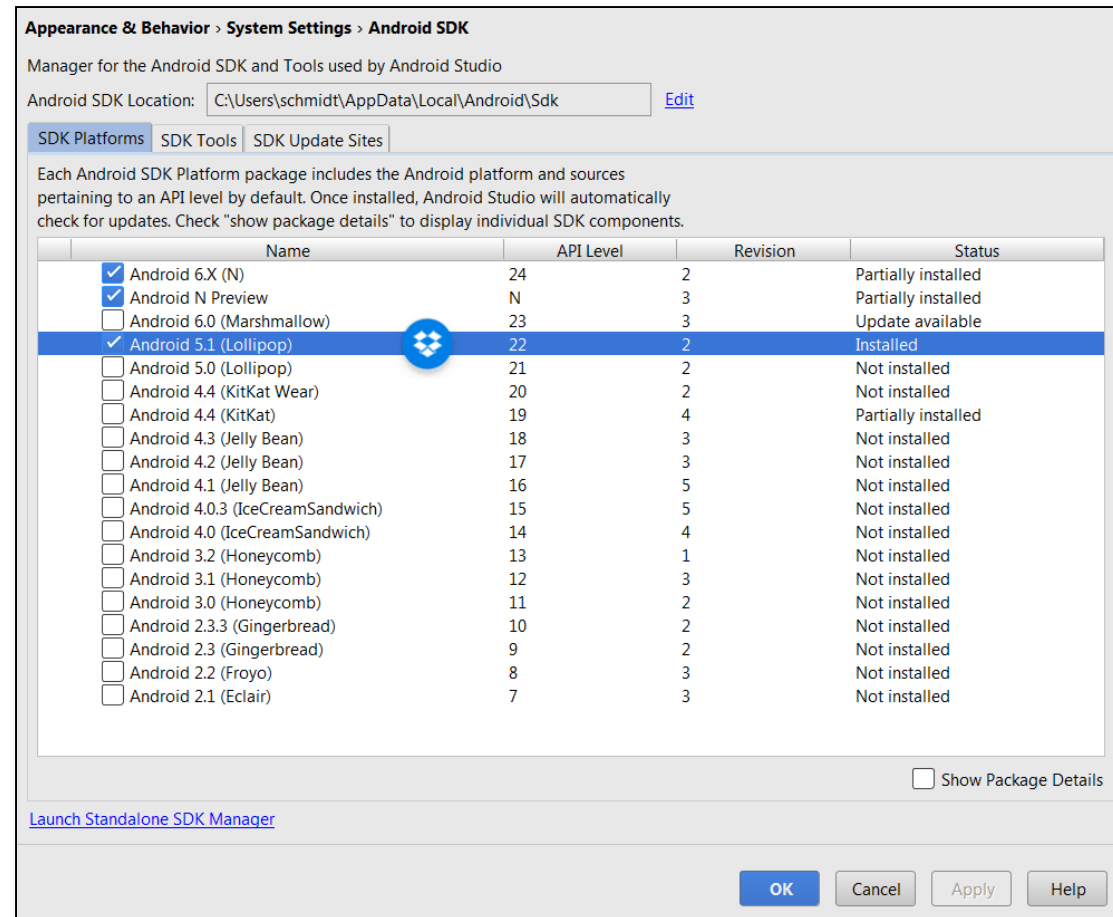 Appearance & Behavior › System Settings › Android SDK
Manager for the Android SDK and Tools used by Android Studio
Android SDK Location: C:\Users\schmidt\AppData\Local\Android\Sdk Edit
SDK Platforms SDK Tools SDK Update Sites
Each Android SDK Platform package includes the Android platform and sources
pertaining to an API level by default. Once installed, Android Studio will automatically
check for updates. Check "show package details" to display individual SDK components.
Name API Level Revision Status
Android 6.X (N) 24 2 Partially installed
Android N Preview N 3 Partially installed
Android 6.0 (Marshmallow) 23 3 Update available
Android 5.1 (Lollipop) 22 2 Installed
Android 5.0 (Lollipop) 21 2 Not installed
Android 4.4 (KitKat Wear) 20 2 Not installed
Android 4.4 (KitKat) 19 4 Partially installed
Android 4.3 (Jelly Bean) 18 3 Not installed
Android 4.2 (Jelly Bean) 17 3 Not installed
Android 4.1 (Jelly Bean) 16 5 Not installed
Android 4.0.3 (IceCreamSandwich) 15 5 Not installed
Android 4.0 (IceCreamSandwich) 14 4 Not installed
Android 3.2 (Honeycomb) 13 1 Not installed
Android 3.1 (Honeycomb) 12 3 Not installed
Android 3.0 (Honeycomb) 11 2 Not installed
Android 2.3.3 (Gingerbread) 10 2 Not installed
Android 2.3 (Gingerbread) 9 2 Not installed
Android 2.2 (Froyo) 8 3 Not installed
Android 2.1 (Eclair) 7 3 Not installed
Show Package Details
Launch Standalone SDK Manager
OK Cancel Apply Help